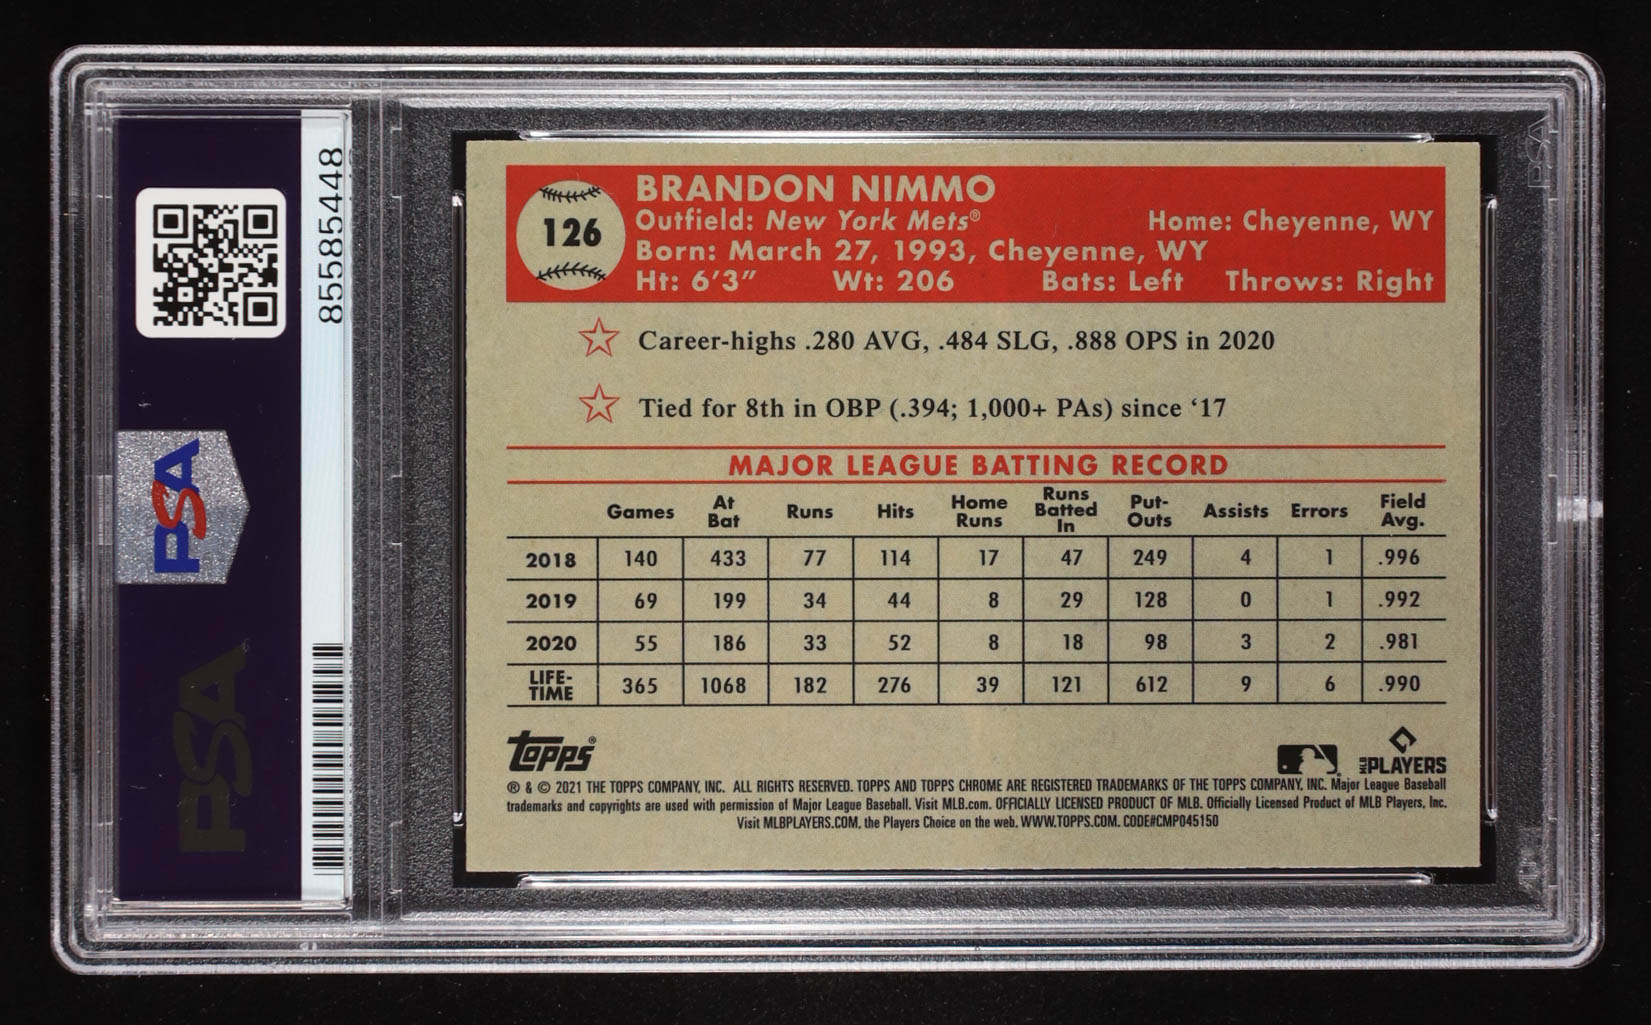 85585448
PSA
PSA
PSA
126
BRANDON NIMMO
Outfield: New York Mets® Home: Cheyenne, WY
Born: March 27, 1993, Cheyenne, WY
Ht: 6'3" Wt: 206 Bats: Left Throws: Right
Career-highs .280 AVG, .484 SLG, .888 OPS in 2020
Tied for 8th in OBP (.394; 1,000+ PAs) since ‘17
MAJOR LEAGUE BATTING RECORD
Games At Bat Runs Hits Home Runs Runs Batted In Put-Outs Assists Errors Field Avg.
2018 140 433 77 114 17 47 249 4 1 .996
2019 69 199 34 44 8 29 128 0 1 .992
2020 55 186 33 52 8 18 98 3 2 .981
LIFE-TIME 365 1068 182 276 39 121 612 9 6 .990
Topps® MLB PLAYERS
® & © 2021 THE TOPPS COMPANY, INC. ALL RIGHTS RESERVED. TOPPS AND TOPPS CHROME ARE REGISTERED TRADEMARKS OF THE TOPPS COMPANY, INC. Major League Baseball
trademarks and copyrights are used with permission of Major League Baseball. Visit MLB.com. OFFICIALLY LICENSED PRODUCT OF MLB. Officially Licensed Product of MLB Players, Inc.
Visit MLBPLAYERS.COM, the Players Choice on the web. WWW.TOPPS.COM. CODE#CMP045150